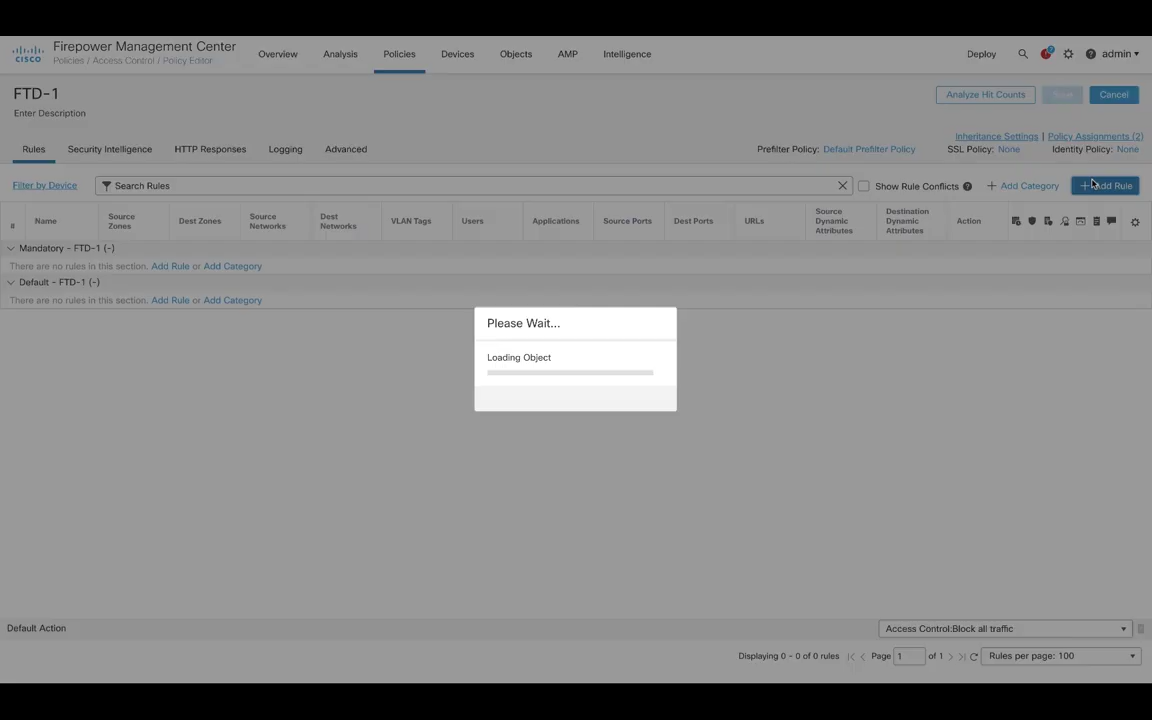 Firepower Management Center
CISCO
Policies / Access Control / Policy Editor
Overview
Analysis
Policies
Devices
Objects
AMP
Intelligence
Deploy
admin
FTD-1
Enter Description
Analyze Hit Counts
Save
Cancel
Inheritance Settings | Policy Assignments (2)
Rules
Security Intelligence
HTTP Responses
Logging
Advanced
Prefilter Policy: Default Prefilter Policy
SSL Policy: None
Identity Policy: None
Filter by Device
Search Rules
Show Rule Conflicts
+ Add Category
+ Add Rule
#
Name
Source Zones
Dest Zones
Source Networks
Dest Networks
VLAN Tags
Users
Applications
Source Ports
Dest Ports
URLs
Source Dynamic Attributes
Destination Dynamic Attributes
Action
Mandatory - FTD-1 (-)
There are no rules in this section. Add Rule or Add Category
Default - FTD-1 (-)
There are no rules in this section. Add Rule or Add Category
Please Wait...
Loading Object
Default Action
Access Control:Block all traffic
Displaying 0 - 0 of 0 rules
Page 1 of 1
Rules per page: 100